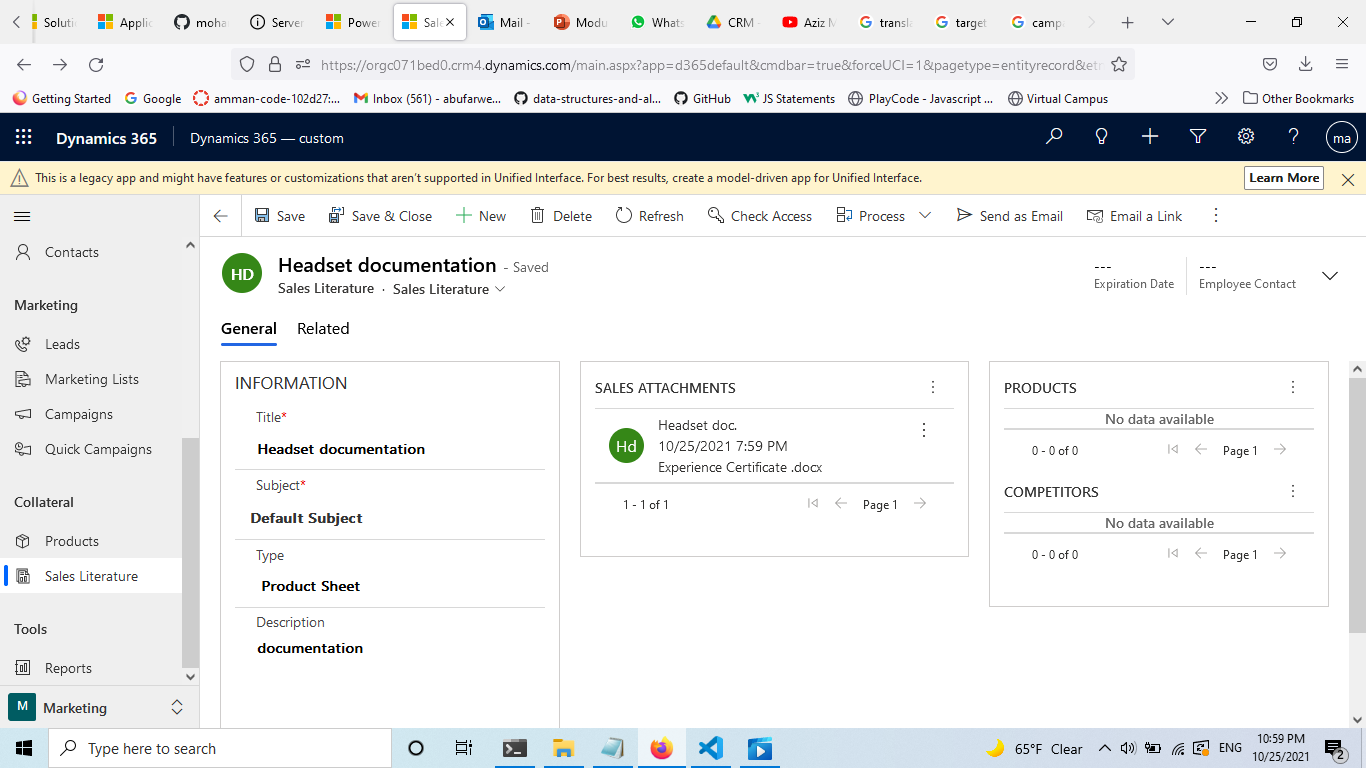 Soluti
Applic
moha
Server
Power
Sale
Mail -
Modu
Whats
CRM -
Aziz M
transla
target
campa
https://orgc071bed0.crm4.dynamics.com/main.aspx?app=d365default&cmdbar=true&forceUCI=1&pagetype=entityrecord&etn
Getting Started
Google
amman-code-102d27:...
Inbox (561) - abufarwe...
data-structures-and-al...
GitHub
JS Statements
PlayCode - Javascript ...
Virtual Campus
Other Bookmarks
Dynamics 365
Dynamics 365 — custom
ma
This is a legacy app and might have features or customizations that aren't supported in Unified Interface. For best results, create a model-driven app for Unified Interface.
Learn More
Save
Save & Close
New
Delete
Refresh
Check Access
Process
Send as Email
Email a Link
Contacts
Marketing
Leads
Marketing Lists
Campaigns
Quick Campaigns
Collateral
Products
Sales Literature
Tools
Reports
M
Marketing
HD
Headset documentation - Saved
Sales Literature · Sales Literature
---
Expiration Date
---
Employee Contact
General
Related
INFORMATION
Title*
Headset documentation
Subject*
Default Subject
Type
Product Sheet
Description
documentation
SALES ATTACHMENTS
Hd
Headset doc.
10/25/2021 7:59 PM
Experience Certificate .docx
1 - 1 of 1
Page 1
PRODUCTS
No data available
0 - 0 of 0
Page 1
COMPETITORS
No data available
0 - 0 of 0
Page 1
Type here to search
65°F Clear
ENG
10:59 PM
10/25/2021
2